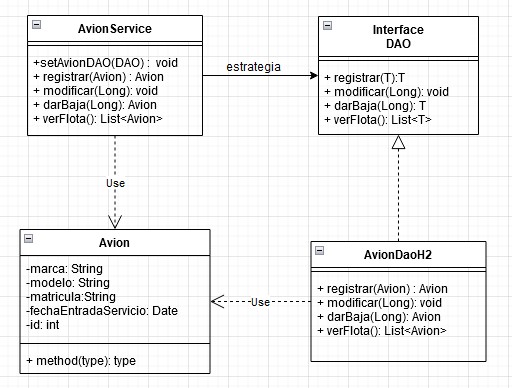 AvionService
+setAvionDAO(DAO) : void
+ registrar(Avion) : Avion
+ modificar(Long): void
+ darBaja(Long): Avion
+ verFlota(): List<Avion>
estrategia
Interface
DAO
+ registrar(T):T
+ modificar(Long): void
+ darBaja(Long): T
+ verFlota(): List<T>
Use
Avion
-marca: String
-modelo: String
-matricula:String
-fechaEntradaServicio: Date
-id: int
+ method(type): type
Use
AvionDaoH2
+ registrar(Avion) : Avion
+ modificar(Long): void
+ darBaja(Long): Avion
+ verFlota(): List<Avion>